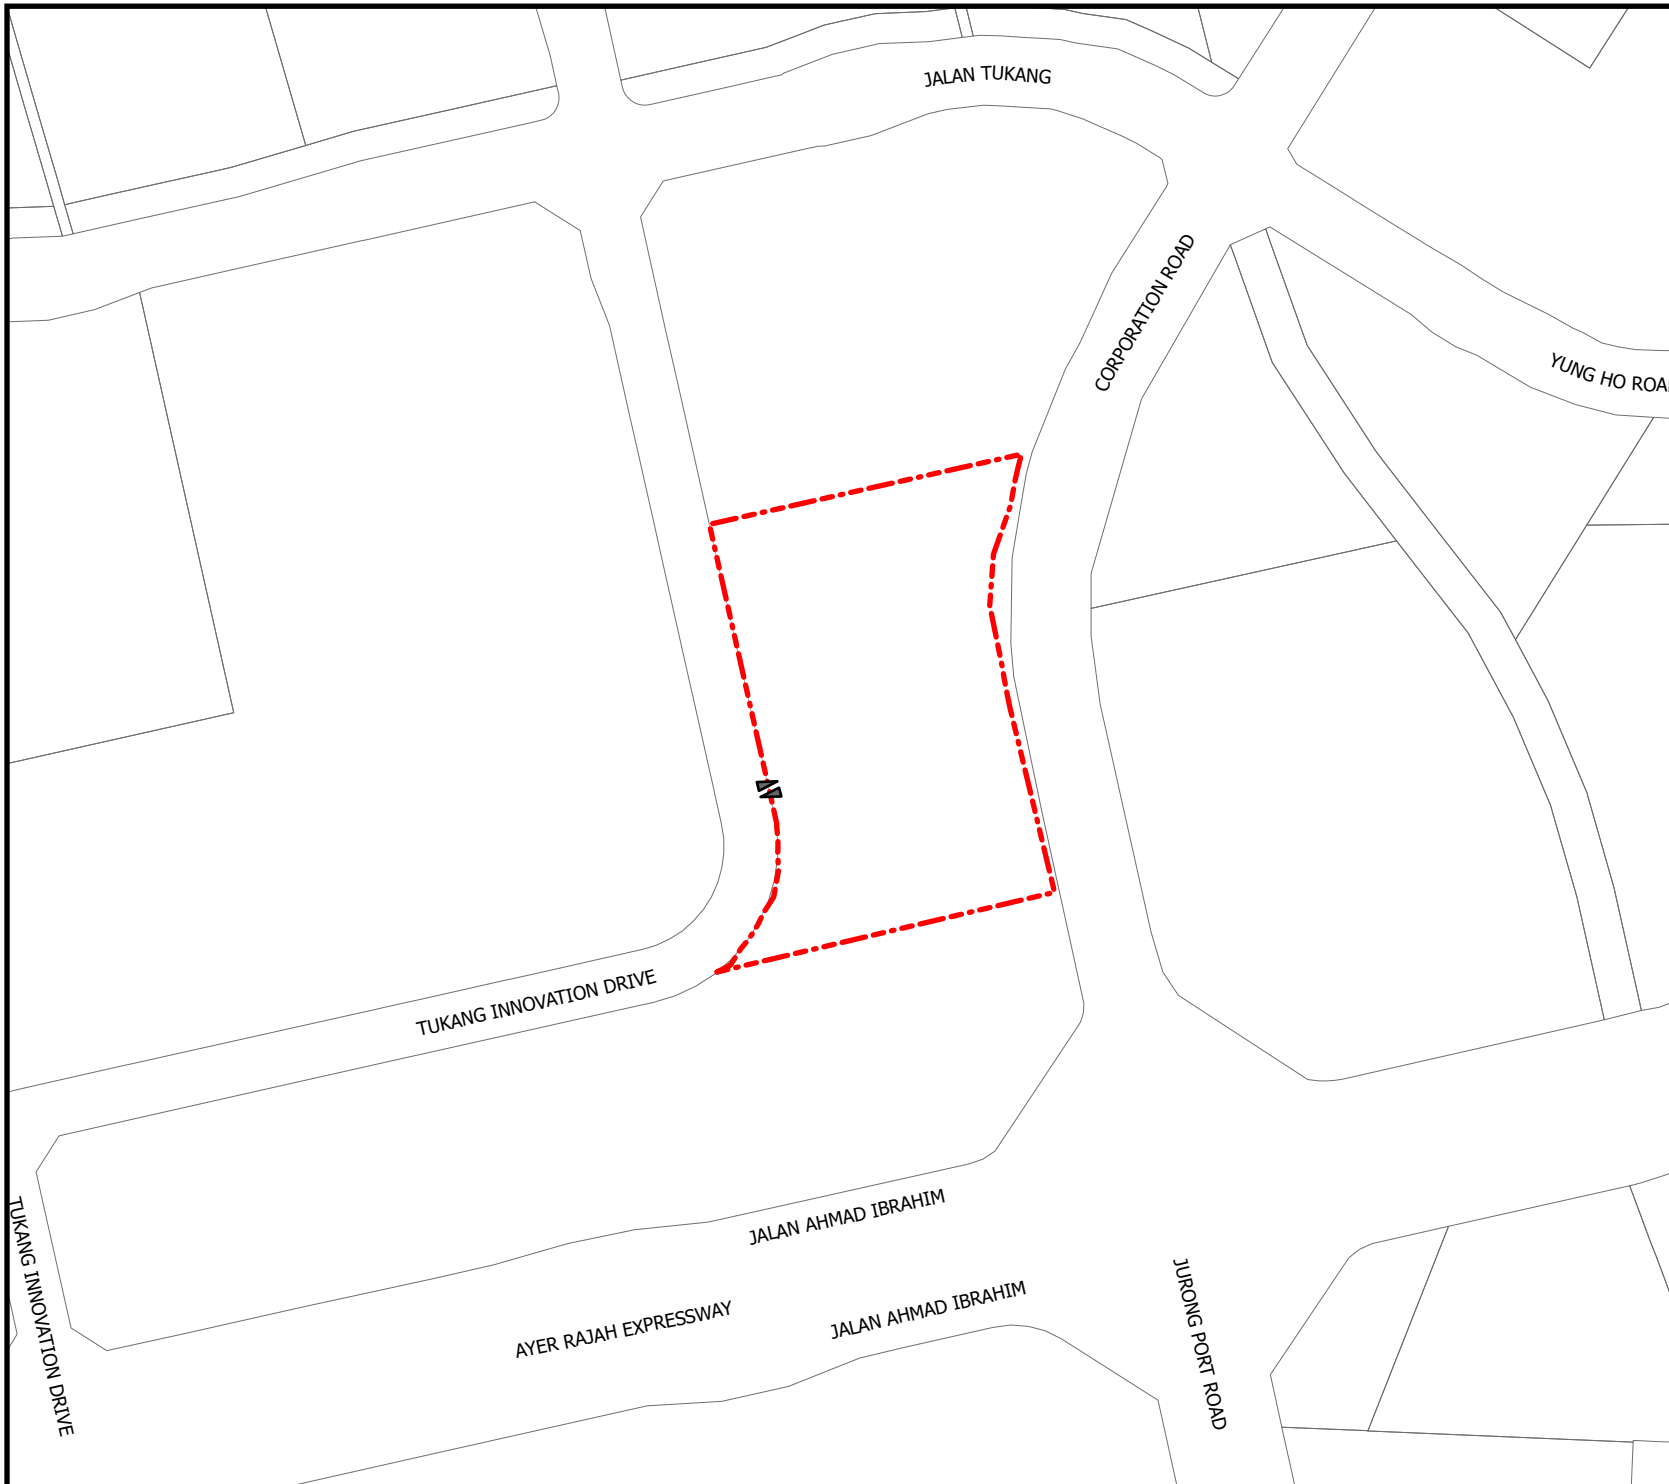 JALAN TUKANG
CORPORATION ROAD
YUNG HO ROA
TUKANG INNOVATION DRIVE
JALAN AHMAD IBRAHIM
TUKANG INNOVATION DRIVE
JALAN AHMAD IBRAHIM
AYER RAJAH EXPRESSWAY
JURONG PORT ROAD